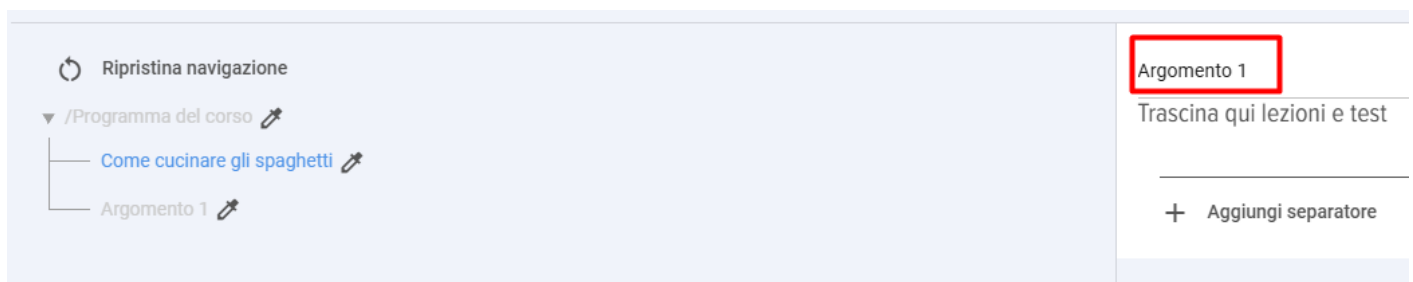 Ripristina navigazione
/Programma del corso
Come cucinare gli spaghetti
Argomento 1
Argomento 1
Trascina qui lezioni e test
Aggiungi separatore